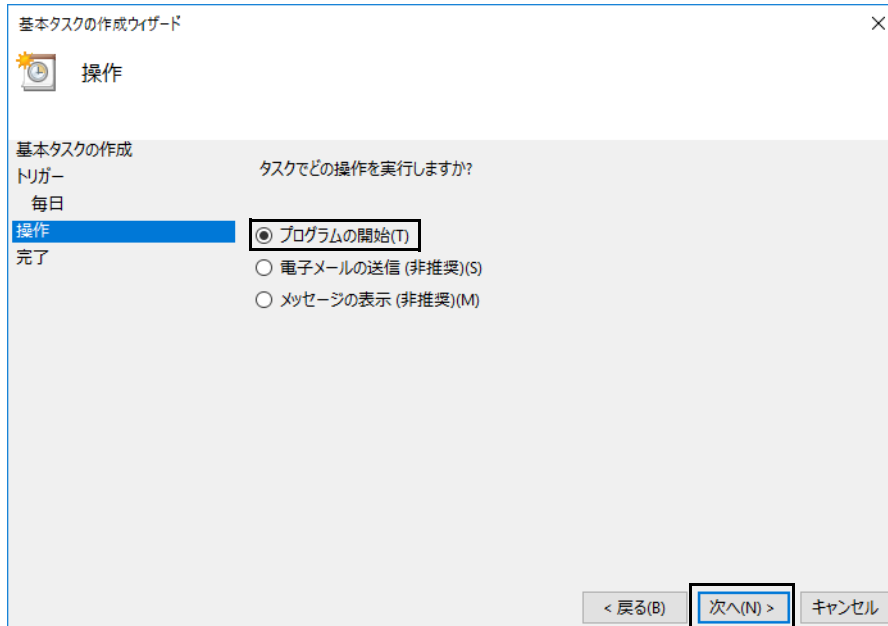 基本タスクの作成ウィザード
操作
基本タスクの作成
トリガー
毎日
操作
完了
タスクでどの操作を実行しますか?
プログラムの開始(T)
電子メールの送信 (非推奨)(S)
メッセージの表示 (非推奨)(M)
< 戻る(B) 次へ(N) > キャンセル